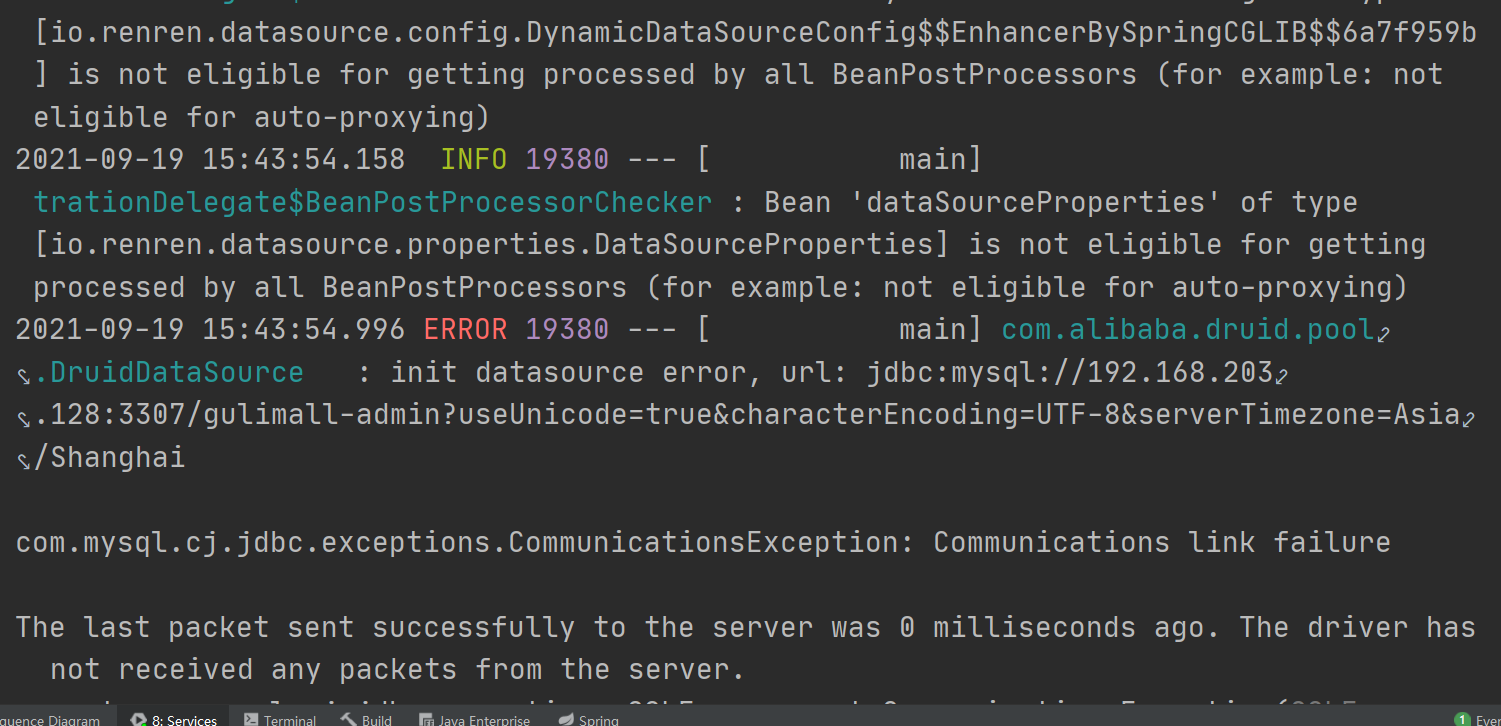 [io.renren.datasource.config.DynamicDataSourceConfig$$EnhancerBySpringCGLIB$$6a7f959b
] is not eligible for getting processed by all BeanPostProcessors (for example: not
eligible for auto-proxying)
2021-09-19 15:43:54.158  INFO 19380 --- [           main]
trationDelegate$BeanPostProcessorChecker : Bean 'dataSourceProperties' of type
[io.renren.datasource.properties.DataSourceProperties] is not eligible for getting
processed by all BeanPostProcessors (for example: not eligible for auto-proxying)
2021-09-19 15:43:54.996 ERROR 19380 --- [           main] com.alibaba.druid.pool
.DruidDataSource   : init datasource error, url: jdbc:mysql://192.168.203
.128:3307/gulimall-admin?useUnicode=true&characterEncoding=UTF-8&serverTimezone=Asia
/Shanghai
com.mysql.cj.jdbc.exceptions.CommunicationsException: Communications link failure
The last packet sent successfully to the server was 0 milliseconds ago. The driver has
not received any packets from the server.
quence Diagram 8: Services Terminal Build Java Enterprise Spring 1 Ever